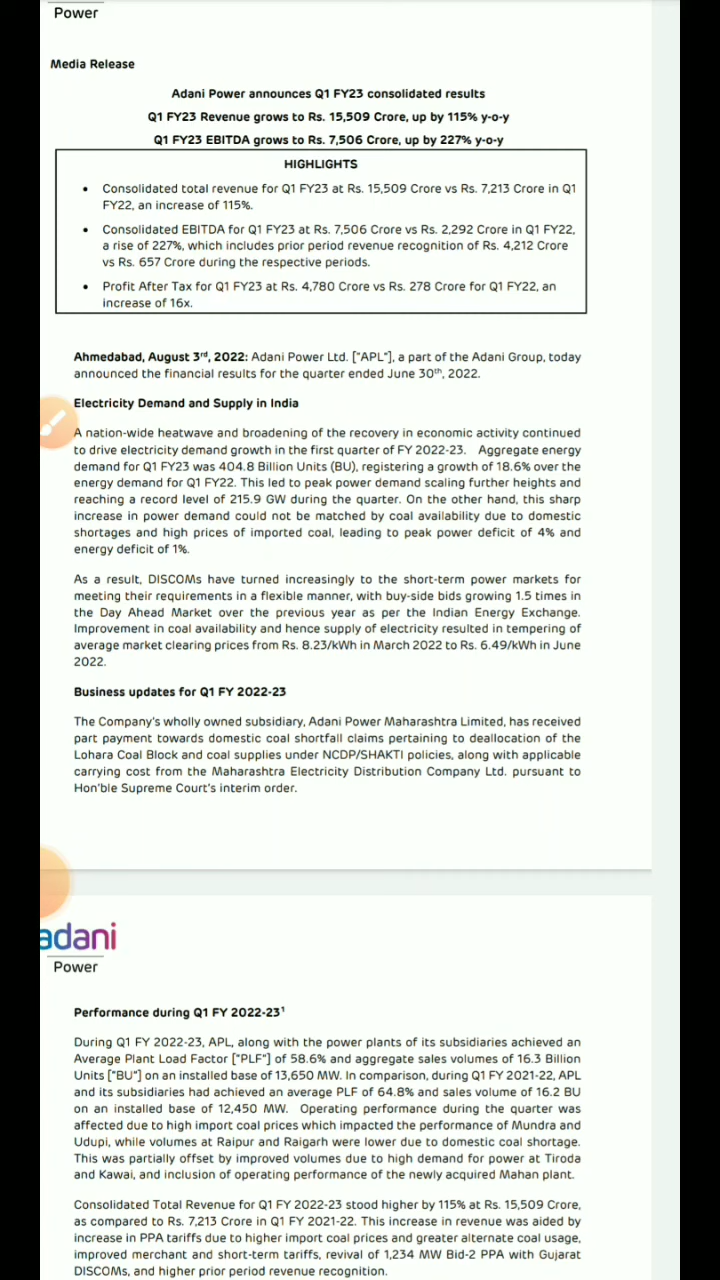 Power
Media Release
Adani Power announces Q1 FY23 consolidated results
Q1 FY23 Revenue grows to Rs. 15,509 Crore, up by 115% y-o-y
Q1 FY23 EBITDA grows to Rs. 7,506 Crore, up by 227% y-o-y
HIGHLIGHTS
• Consolidated total revenue for Q1 FY23 at Rs. 15,509 Crore vs Rs. 7,213 Crore in Q1
FY22, an increase of 115%.
• Consolidated EBITDA for Q1 FY23 at Rs. 7,506 Crore vs Rs. 2,292 Crore in Q1 FY22,
a rise of 227%, which includes prior period revenue recognition of Rs. 4,212 Crore
vs Rs. 657 Crore during the respective periods.
• Profit After Tax for Q1 FY23 at Rs. 4,780 Crore vs Rs. 278 Crore for Q1 FY22, an
increase of 16x.
Ahmedabad, August 3rd, 2022: Adani Power Ltd. ["APL"], a part of the Adani Group, today
announced the financial results for the quarter ended June 30th, 2022.
Electricity Demand and Supply in India
A nation-wide heatwave and broadening of the recovery in economic activity continued
to drive electricity demand growth in the first quarter of FY 2022-23. Aggregate energy
demand for Q1 FY23 was 404.8 Billion Units (BU), registering a growth of 18.6% over the
energy demand for Q1 FY22. This led to peak power demand scaling further heights and
reaching a record level of 215.9 GW during the quarter. On the other hand, this sharp
increase in power demand could not be matched by coal availability due to domestic
shortages and high prices of imported coal, leading to peak power deficit of 4% and
energy deficit of 1%.
As a result, DISCOMs have turned increasingly to the short-term power markets for
meeting their requirements in a flexible manner, with buy-side bids growing 1.5 times in
the Day Ahead Market over the previous year as per the Indian Energy Exchange.
Improvement in coal availability and hence supply of electricity resulted in tempering of
average market clearing prices from Rs. 8.23/kWh in March 2022 to Rs. 6.49/kWh in June
2022.
Business updates for Q1 FY 2022-23
The Company's wholly owned subsidiary, Adani Power Maharashtra Limited, has received
part payment towards domestic coal shortfall claims pertaining to deallocation of the
Lohara Coal Block and coal supplies under NCDP/SHAKTI policies, along with applicable
carrying cost from the Maharashtra Electricity Distribution Company Ltd. pursuant to
Hon'ble Supreme Court's interim order.
adani
Power
Performance during Q1 FY 2022-23¹
During Q1 FY 2022-23, APL, along with the power plants of its subsidiaries achieved an
Average Plant Load Factor ["PLF"] of 58.6% and aggregate sales volumes of 16.3 Billion
Units ["BU"] on an installed base of 13,650 MW. In comparison, during Q1 FY 2021-22, APL
and its subsidiaries had achieved an average PLF of 64.8% and sales volume of 16.2 BU
on an installed base of 12,450 MW. Operating performance during the quarter was
affected due to high import coal prices which impacted the performance of Mundra and
Udupi, while volumes at Raipur and Raigarh were lower due to domestic coal shortage.
This was partially offset by improved volumes due to high demand for power at Tiroda
and Kawai, and inclusion of operating performance of the newly acquired Mahan plant.
Consolidated Total Revenue for Q1 FY 2022-23 stood higher by 115% at Rs. 15,509 Crore,
as compared to Rs. 7,213 Crore in Q1 FY 2021-22. This increase in revenue was aided by
increase in PPA tariffs due to higher import coal prices and greater alternate coal usage,
improved merchant and short-term tariffs, revival of 1,234 MW Bid-2 PPA with Gujarat
DISCOMs, and higher prior period revenue recognition.